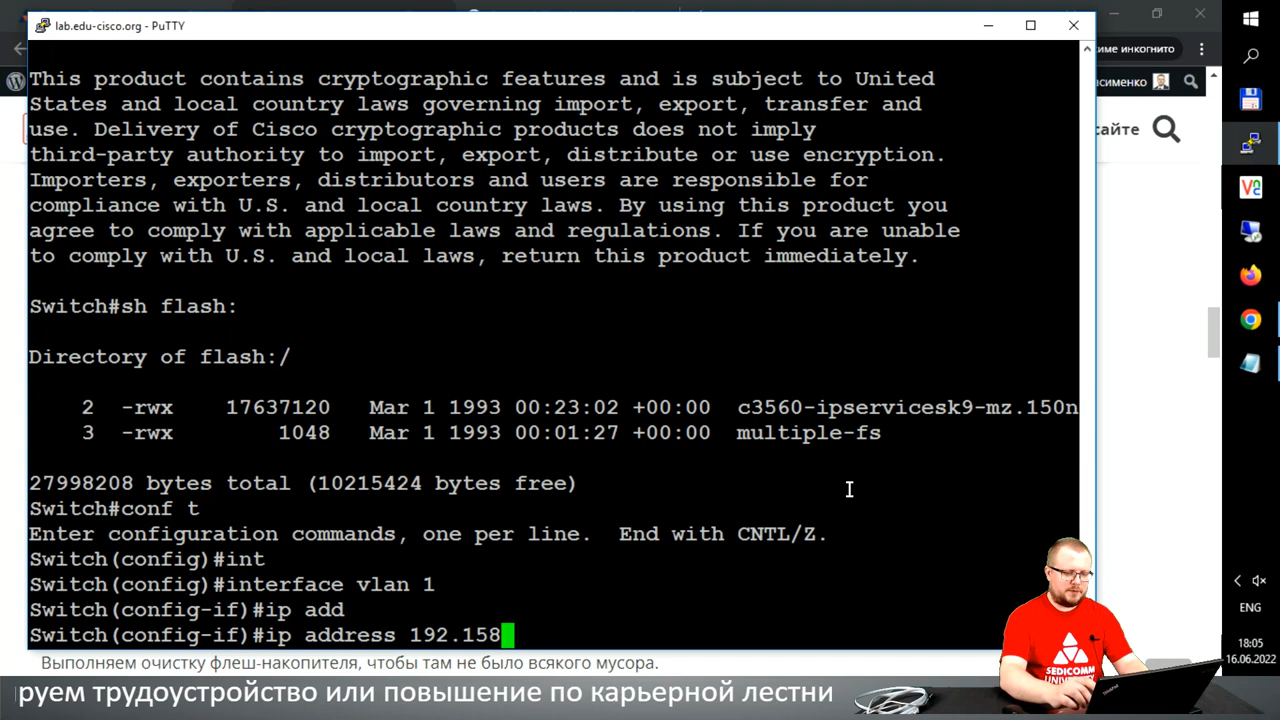 lab.edu-cisco.org - PuTTY
име инкогнито
This product contains cryptographic features and is subject to United
States and local country laws governing import, export, transfer and
use. Delivery of Cisco cryptographic products does not imply
third-party authority to import, export, distribute or use encryption.
Importers, exporters, distributors and users are responsible for
compliance with U.S. and local country laws. By using this product you
agree to comply with applicable laws and regulations. If you are unable
to comply with U.S. and local laws, return this product immediately.
асименко
сайте
Switch#sh flash:
Directory of flash:/
2 -rwx 17637120 Mar 1 1993 00:23:02 +00:00 c3560-ipservicesk9-mz.150n
3 -rwx 1048 Mar 1 1993 00:01:27 +00:00 multiple-fs
27998208 bytes total (10215424 bytes free)
Switch#conf t
Enter configuration commands, one per line. End with CNTL/Z.
Switch(config)#int
Switch(config)#interface vlan 1
Switch(config-if)#ip add
Switch(config-if)#ip address 192.158
Выполняем очистку флеш-накопителя, чтобы там не было всякого мусора.
руем трудоустройство или повышение по карьерной лестни
SEDICOMM
UNIVERSITY
ENG
18:05
16.06.2022